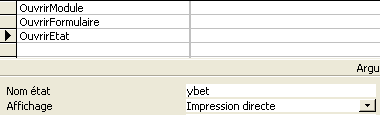 OuvrirModule
OuvrirFormulaire
OuvrirEtat
Argu
Nom état ybet
Affichage Impression directe